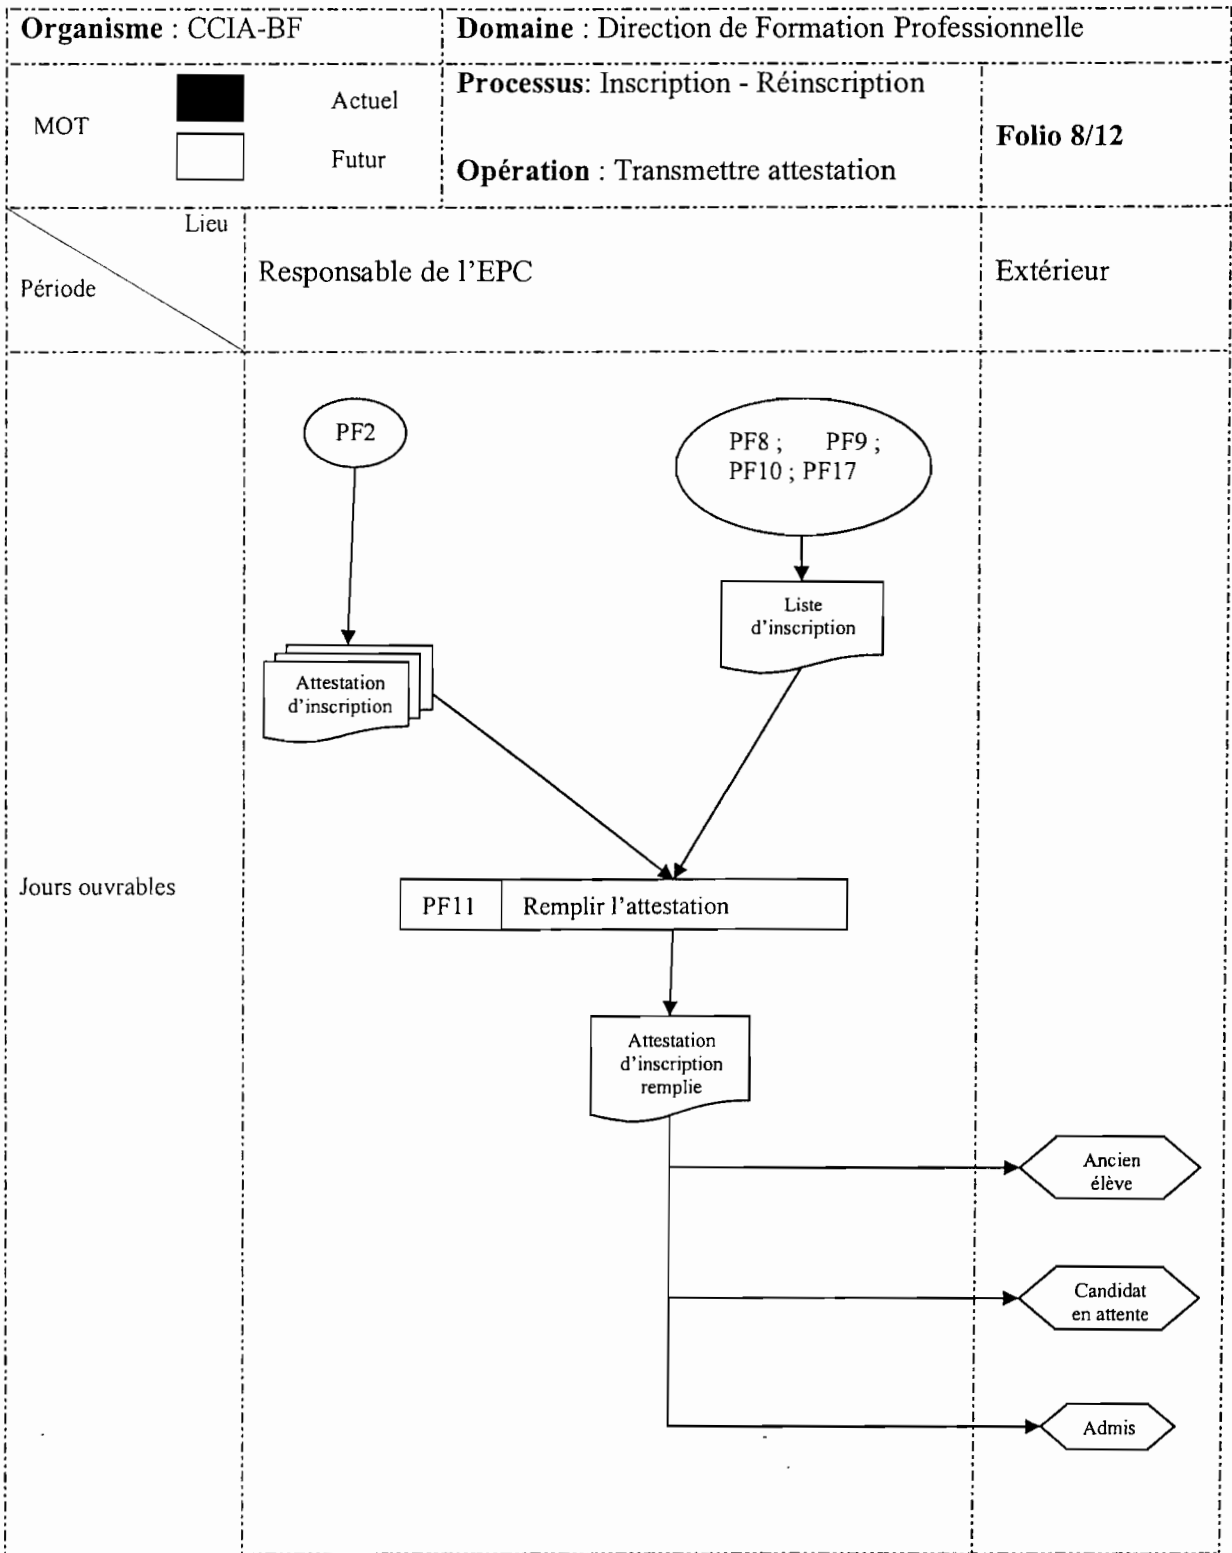 Organisme : CCIA-BF
Domaine : Direction de Formation Professionnelle
MOT
Actuel
Futur
Processus: Inscription - Réinscription
Opération : Transmettre attestation
Folio 8/12
Lieu
Période
Responsable de l'EPC
Extérieur
PF2
PF8 ; PF9 ;
PF10 ; PF17
Liste
d'inscription
Attestation
d'inscription
Jours ouvrables
PF11 Remplir l'attestation
Attestation
d'inscription
remplie
Ancien
élève
Candidat
en attente
Admis